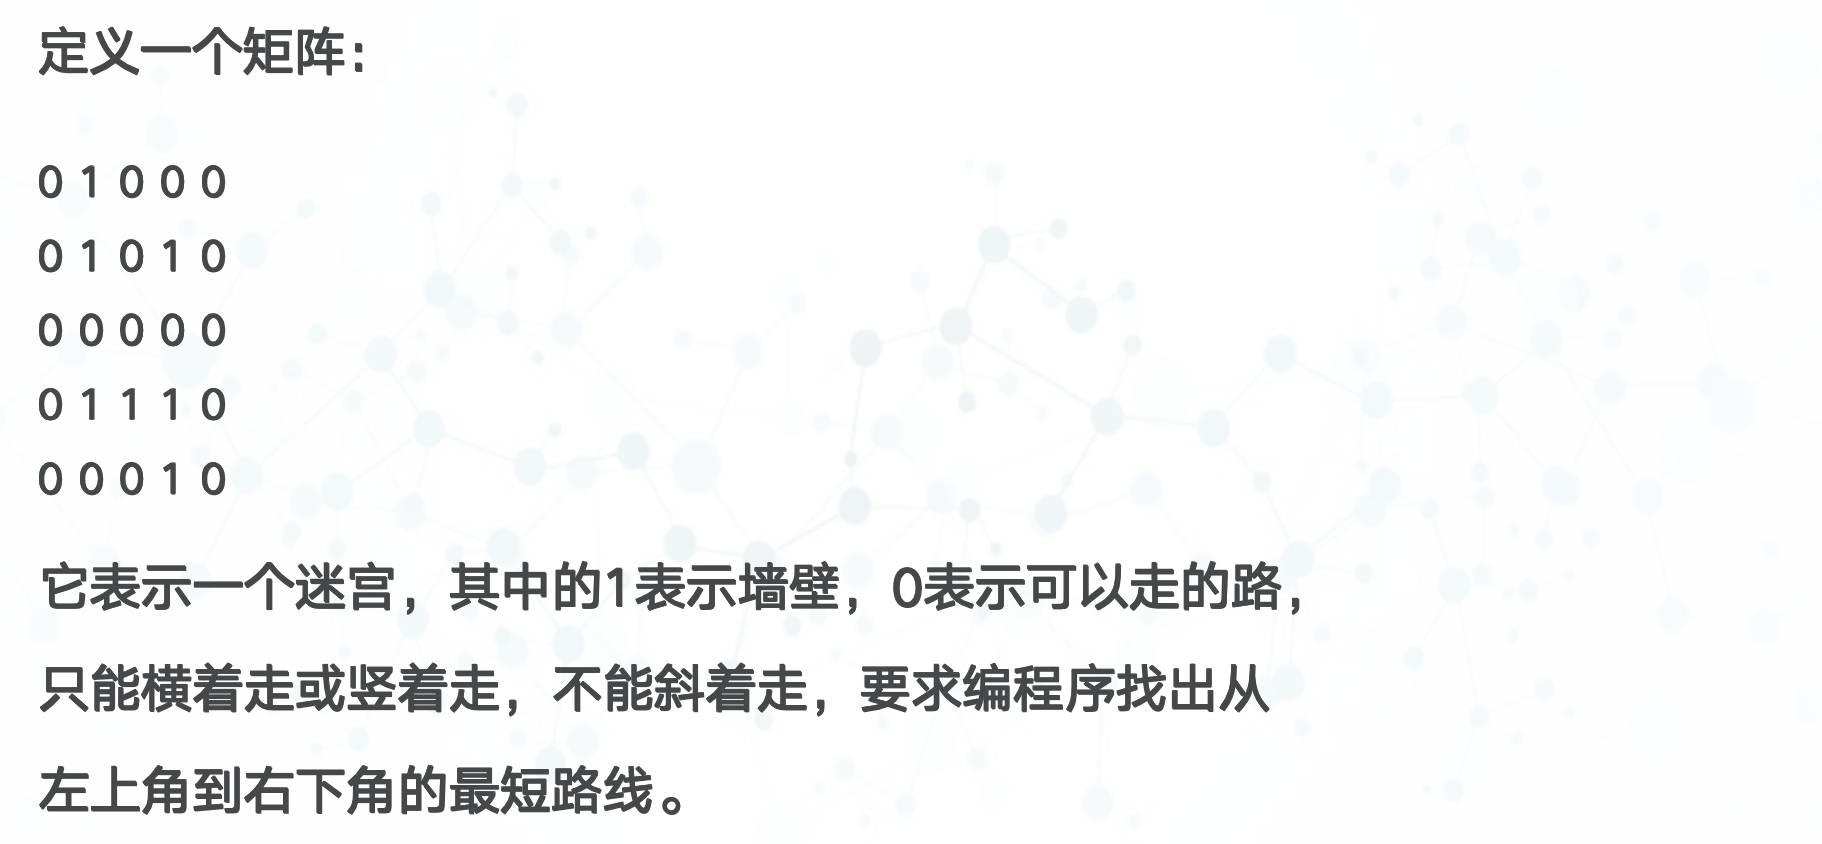 定义一个矩阵：
0 1 0 0 0
0 1 0 1 0
0 0 0 0 0
0 1 1 1 0
0 0 0 1 0
它表示一个迷宫，其中的1表示墙壁，0表示可以走的路，
只能横着走或竖着走，不能斜着走，要求编程序找出从
左上角到右下角的最短路线。